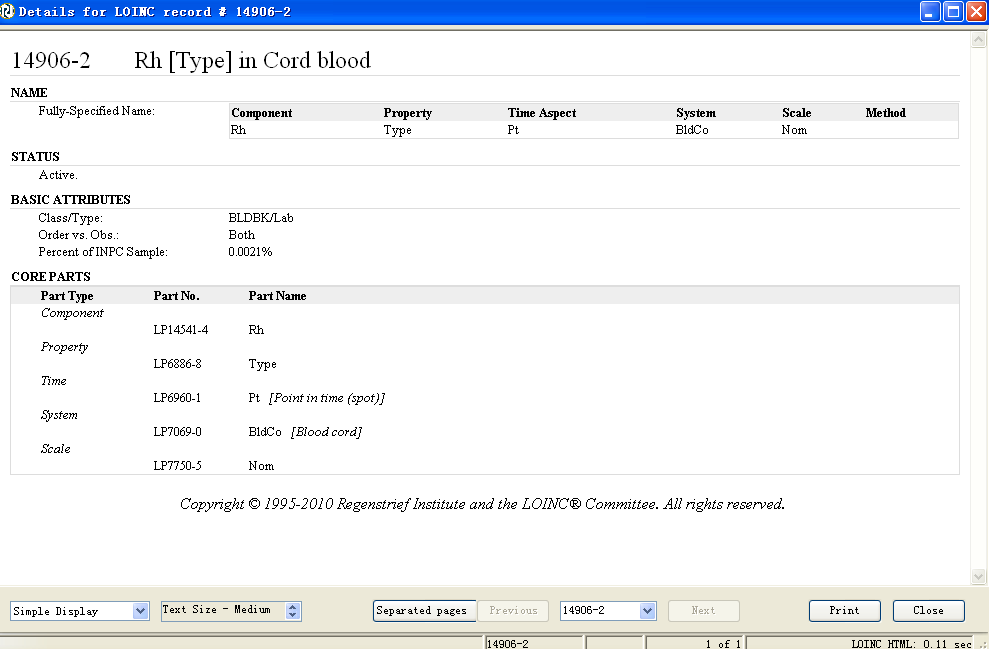 Details for LOINC record # 14906-2
14906-2 Rh [Type] in Cord blood
NAME
Fully-Specified Name: Component Property Time Aspect System Scale Method
Rh Type Pt BldCo Nom
STATUS
Active.
BASIC ATTRIBUTES
Class/Type: BLDBK/Lab
Order vs. Obs.: Both
Percent of INPC Sample: 0.0021%
CORE PARTS
Part Type Part No. Part Name
Component
LP14541-4 Rh
Property
LP6886-8 Type
Time
LP6960-1 Pt [Point in time (spot)]
System
LP7069-0 BldCo [Blood cord]
Scale
LP7750-5 Nom
Copyright © 1995-2010 Regenstrief Institute and the LOINC® Committee. All rights reserved.
Simple Display Text Size - Medium Separated pages Previous 14906-2 Next Print Close
14906-2 1 of 1 LOINC HTML: 0.11 sec